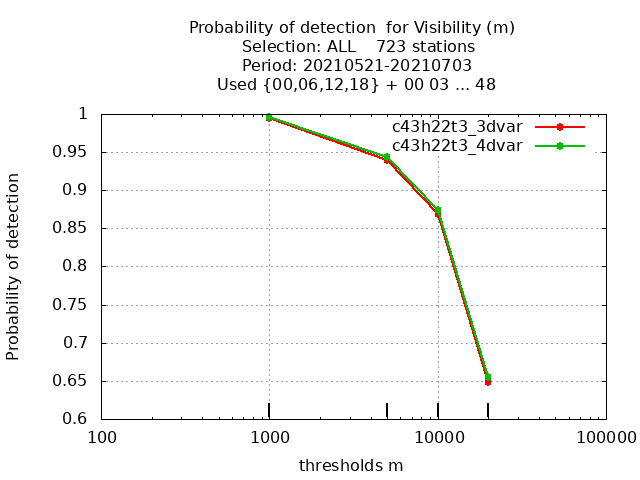 Probability of detection  for Visibility (m)
Selection: ALL    723 stations
Period: 20210521-20210703
Used {00,06,12,18} + 00 03 ... 48
c43h22t3_3dvar
c43h22t3_4dvar
Probability of detection
1
0.95
0.9
0.85
0.8
0.75
0.7
0.65
0.6
100 1000 10000 100000
thresholds m